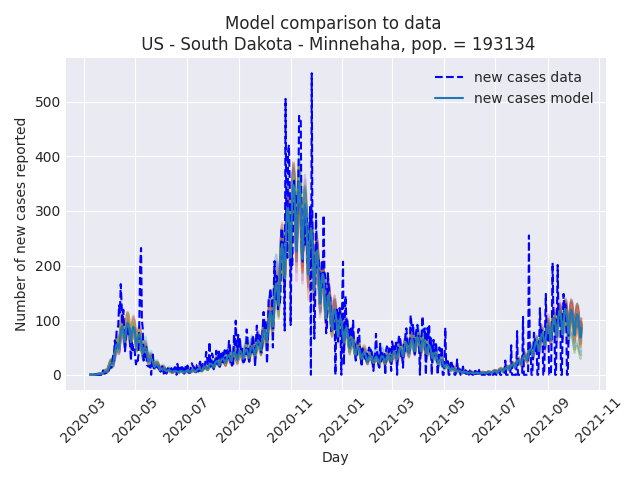 Model comparison to data
US - South Dakota - Minnehaha, pop. = 193134
new cases data
new cases model
Number of new cases reported
500
400
300
200
100
0
2020-03
2020-05
2020-07
2020-09
2020-11
2021-01
2021-03
2021-05
2021-07
2021-09
2021-11
Day